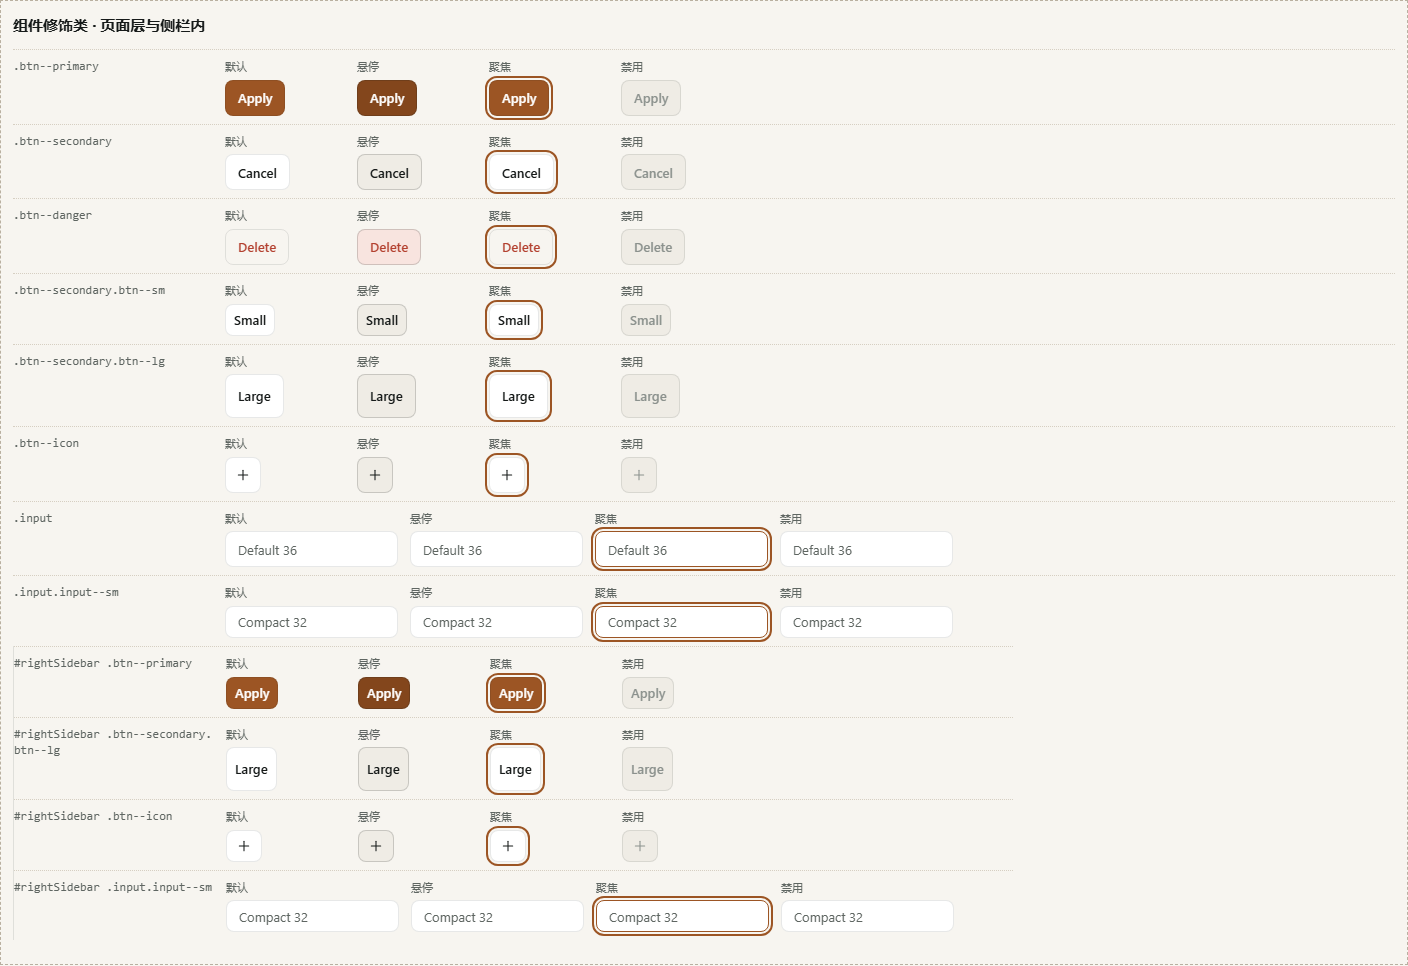 组件修饰类 · 页面层与侧栏内
.btn--primary 默认 悬停 聚焦 禁用
Apply Apply Apply Apply
.btn--secondary 默认 悬停 聚焦 禁用
Cancel Cancel Cancel Cancel
.btn--danger 默认 悬停 聚焦 禁用
Delete Delete Delete Delete
.btn--secondary.btn--sm 默认 悬停 聚焦 禁用
Small Small Small Small
.btn--secondary.btn--lg 默认 悬停 聚焦 禁用
Large Large Large Large
.btn--icon 默认 悬停 聚焦 禁用
+ + + +
.input 默认 悬停 聚焦 禁用
Default 36 Default 36 Default 36 Default 36
.input.input--sm 默认 悬停 聚焦 禁用
Compact 32 Compact 32 Compact 32 Compact 32
#rightSidebar .btn--primary 默认 悬停 聚焦 禁用
Apply Apply Apply Apply
#rightSidebar .btn--secondary. 默认 悬停 聚焦 禁用
btn--lg
Large Large Large Large
#rightSidebar .btn--icon 默认 悬停 聚焦 禁用
+ + + +
#rightSidebar .input.input--sm 默认 悬停 聚焦 禁用
Compact 32 Compact 32 Compact 32 Compact 32